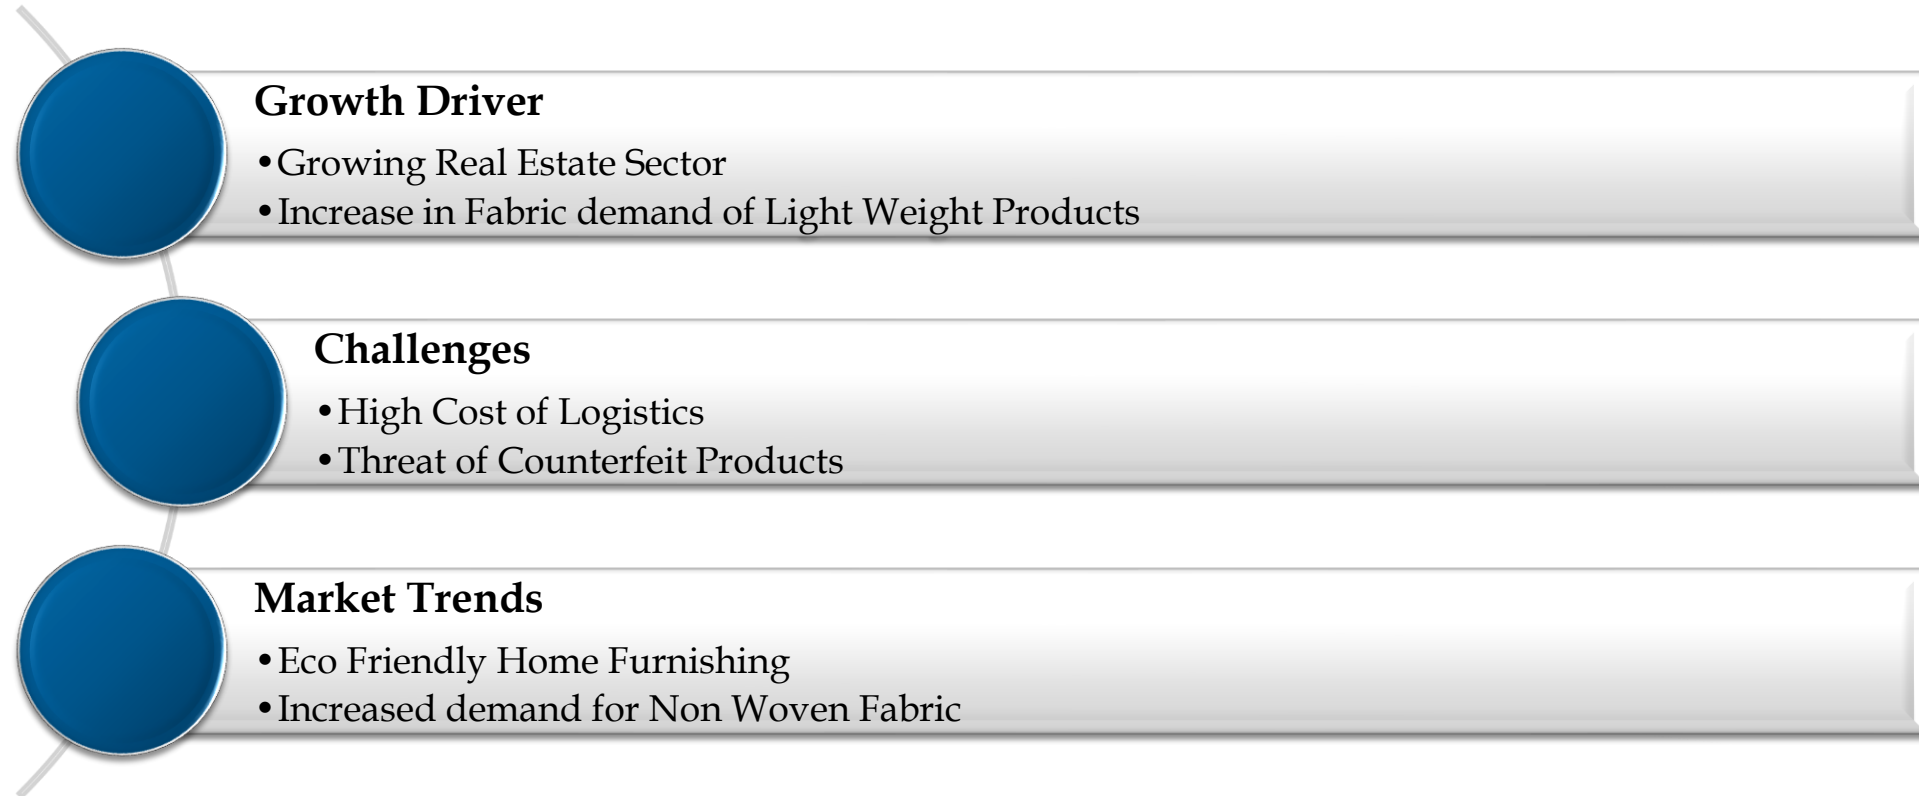 Growth Driver
•Growing Real Estate Sector
•Increase in Fabric demand of Light Weight Products
Challenges
•High Cost of Logistics
•Threat of Counterfeit Products
Market Trends
•Eco Friendly Home Furnishing
•Increased demand for Non Woven Fabric